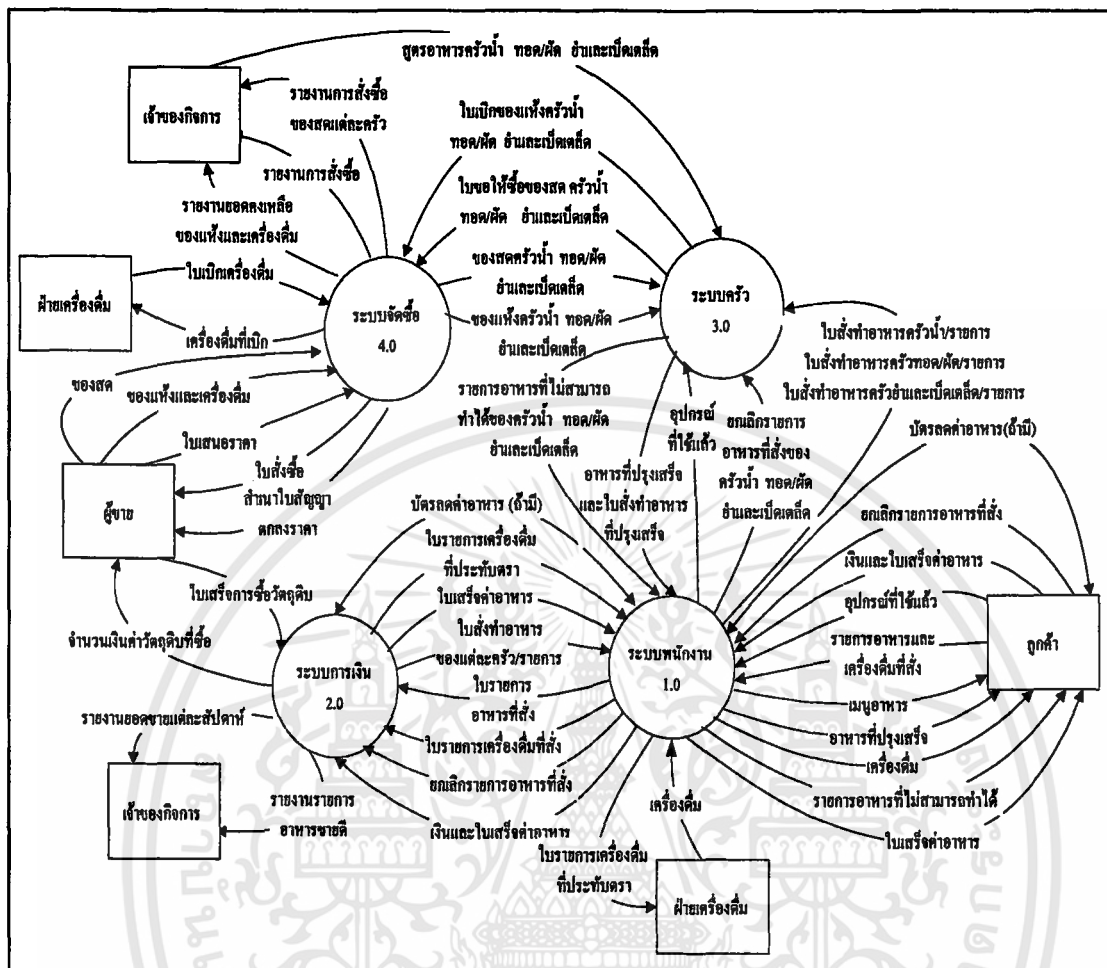 สูตรอาหารครัวน้ำ ทอด/ผัด ยำและเบ็ดเตล็ด
เจ้าของกิจการ
รายงานการสั่งซื้อ
ของสดแต่ละครัว
รายงานการสั่งซื้อ
รายงานยอดคงเหลือ
ของแห้งและเครื่องดื่ม
ใบเบิกของแห้งครัวน้ำ
ทอด/ผัด ยำและเบ็ดเตล็ด
ใบขอให้ซื้อของสด ครัวน้ำ
ทอด/ผัด ยำและเบ็ดเตล็ด
ของสดครัวน้ำ ทอด/ผัด
ยำและเบ็ดเตล็ด
ของแห้งครัวน้ำ ทอด/ผัด
ยำและเบ็ดเตล็ด
ฝ่ายเครื่องดื่ม
ใบเบิกเครื่องดื่ม
เครื่องดื่มที่เบิก
ระบบจัดซื้อ
4.0
ระบบครัว
3.0
ใบสั่งทำอาหารครัวน้ำ/รายการ
ใบสั่งทำอาหารครัวทอด/ผัด/รายการ
ใบสั่งทำอาหารครัวยำและเบ็ดเตล็ด/รายการ
บัตรลดค่าอาหาร(ถ้ามี)
ของสด
ของแห้งและเครื่องดื่ม
ใบเสนอราคา
ใบสั่งซื้อ
สำเนาใบสัญญา
ตกลงราคา
ผู้ขาย
รายการอาหารที่ไม่สามารถ
ทำได้ของครัวน้ำ ทอด/ผัด
ยำและเบ็ดเตล็ด
อาหารที่ปรุงเสร็จ
และใบสั่งทำอาหาร
ที่ปรุงเสร็จ
อุปกรณ์
ที่ใช้แล้ว
ยกเลิกรายการ
อาหารที่สั่งของ
ครัวน้ำ ทอด/ผัด
ยำและเบ็ดเตล็ด
ใบเสร็จการซื้อวัตถุดิบ
จำนวนเงินค่าวัตถุดิบที่ซื้อ
บัตรลดค่าอาหาร (ถ้ามี)
ใบรายการเครื่องดื่ม
ที่ประทับตรา
ใบเสร็จค่าอาหาร
ใบสั่งทำอาหาร
ของแต่ละครัว/รายการ
ใบรายการ
อาหารที่สั่ง
ใบรายการเครื่องดื่มที่สั่ง
ยกเลิกรายการอาหารที่สั่ง
เงินและใบเสร็จค่าอาหาร
ระบบการเงิน
2.0
ระบบพนักงาน
1.0
ยกเลิกรายการอาหารที่สั่ง
เงินและใบเสร็จค่าอาหาร
อุปกรณ์ที่ใช้แล้ว
รายการอาหารและ
เครื่องดื่มที่สั่ง
เมนูอาหาร
อาหารที่ปรุงเสร็จ
เครื่องดื่ม
รายการอาหารที่ไม่สามารถทำได้
ใบเสร็จค่าอาหาร
ลูกค้า
รายงานยอดขายแต่ละสัปดาห์
เจ้าของกิจการ
รายงานรายการ
อาหารขายดี
ใบรายการเครื่องดื่ม
ที่ประทับตรา
เครื่องดื่ม
ฝ่ายเครื่องดื่ม